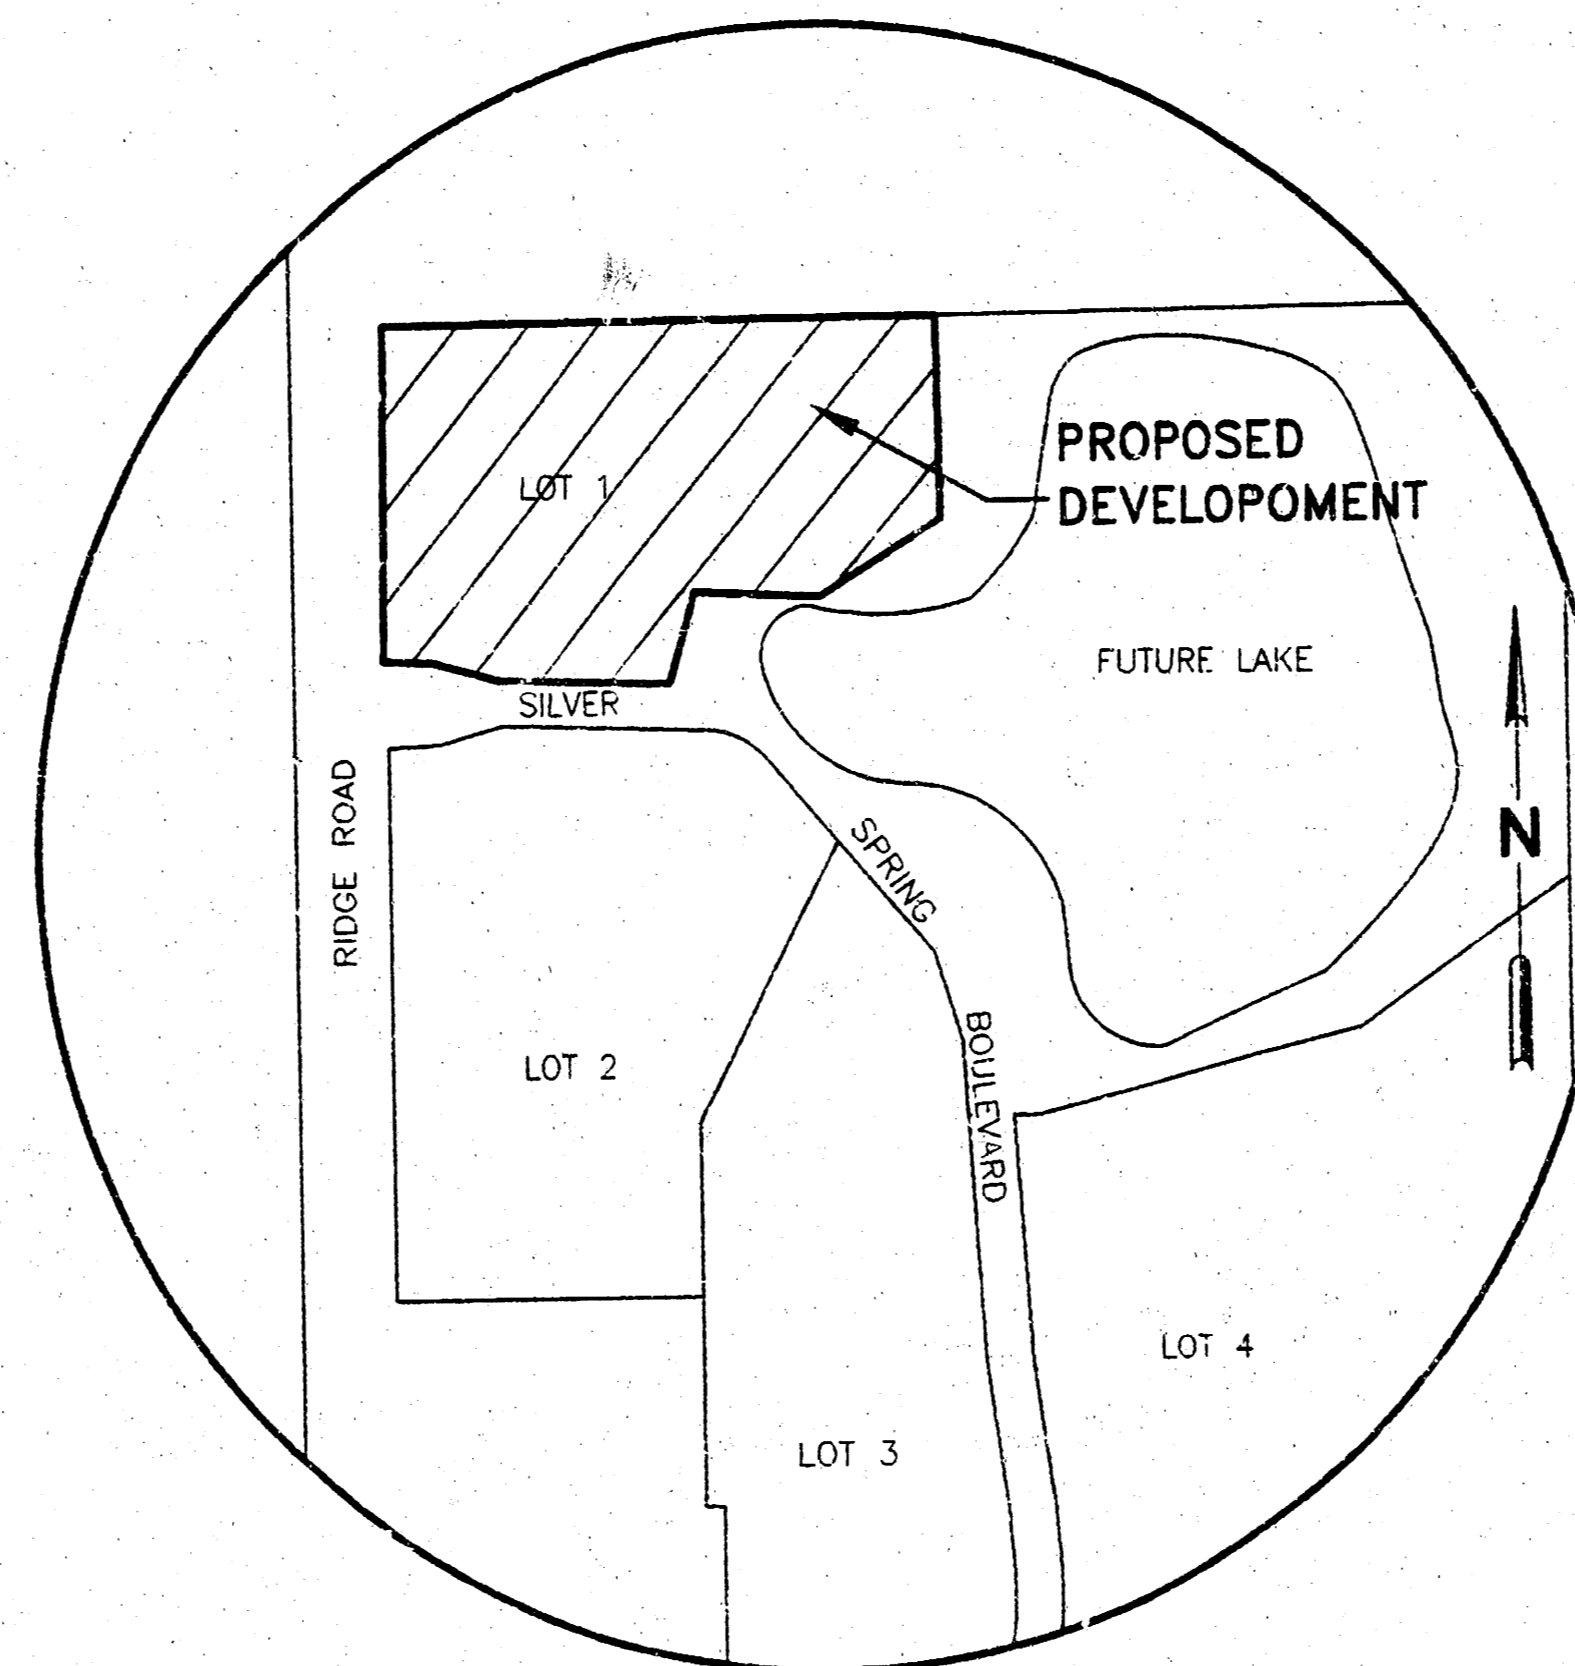 PROPOSED
DEVELOPOMENT
LOT 1
FUTURE LAKE
SILVER
SPRING
BOULEVARD
RIDGE ROAD
N
LOT 2
LOT 4
LOT 3